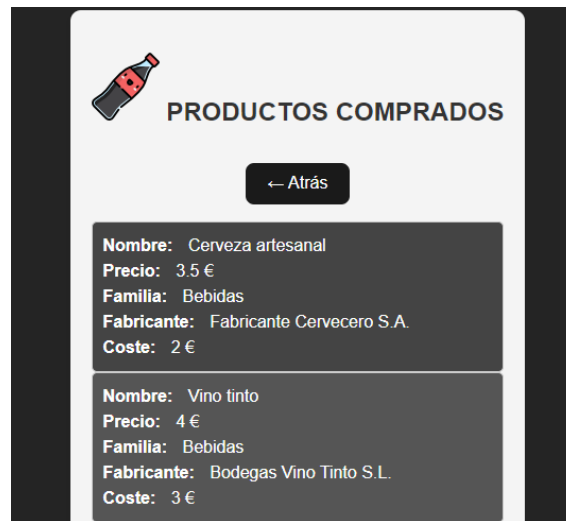 PRODUCTOS COMPRADOS
← Atrás
Nombre: Cerveza artesanal
Precio: 3.5 €
Familia: Bebidas
Fabricante: Fabricante Cervecero S.A.
Coste: 2 €
Nombre: Vino tinto
Precio: 4 €
Familia: Bebidas
Fabricante: Bodegas Vino Tinto S.L.
Coste: 3 €